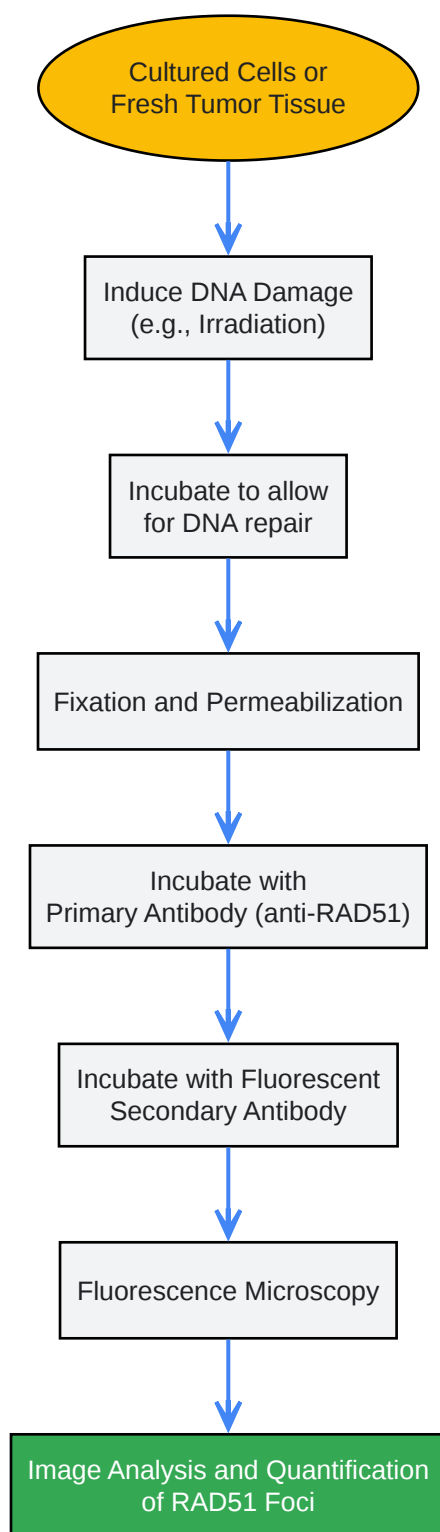 Cultured Cells or
Fresh Tumor Tissue
Induce DNA Damage
(e.g., Irradiation)
Incubate to allow
for DNA repair
Fixation and Permeabilization
Incubate with
Primary Antibody (anti-RAD51)
Incubate with Fluorescent
Secondary Antibody
Fluorescence Microscopy
Image Analysis and Quantification
of RAD51 Foci